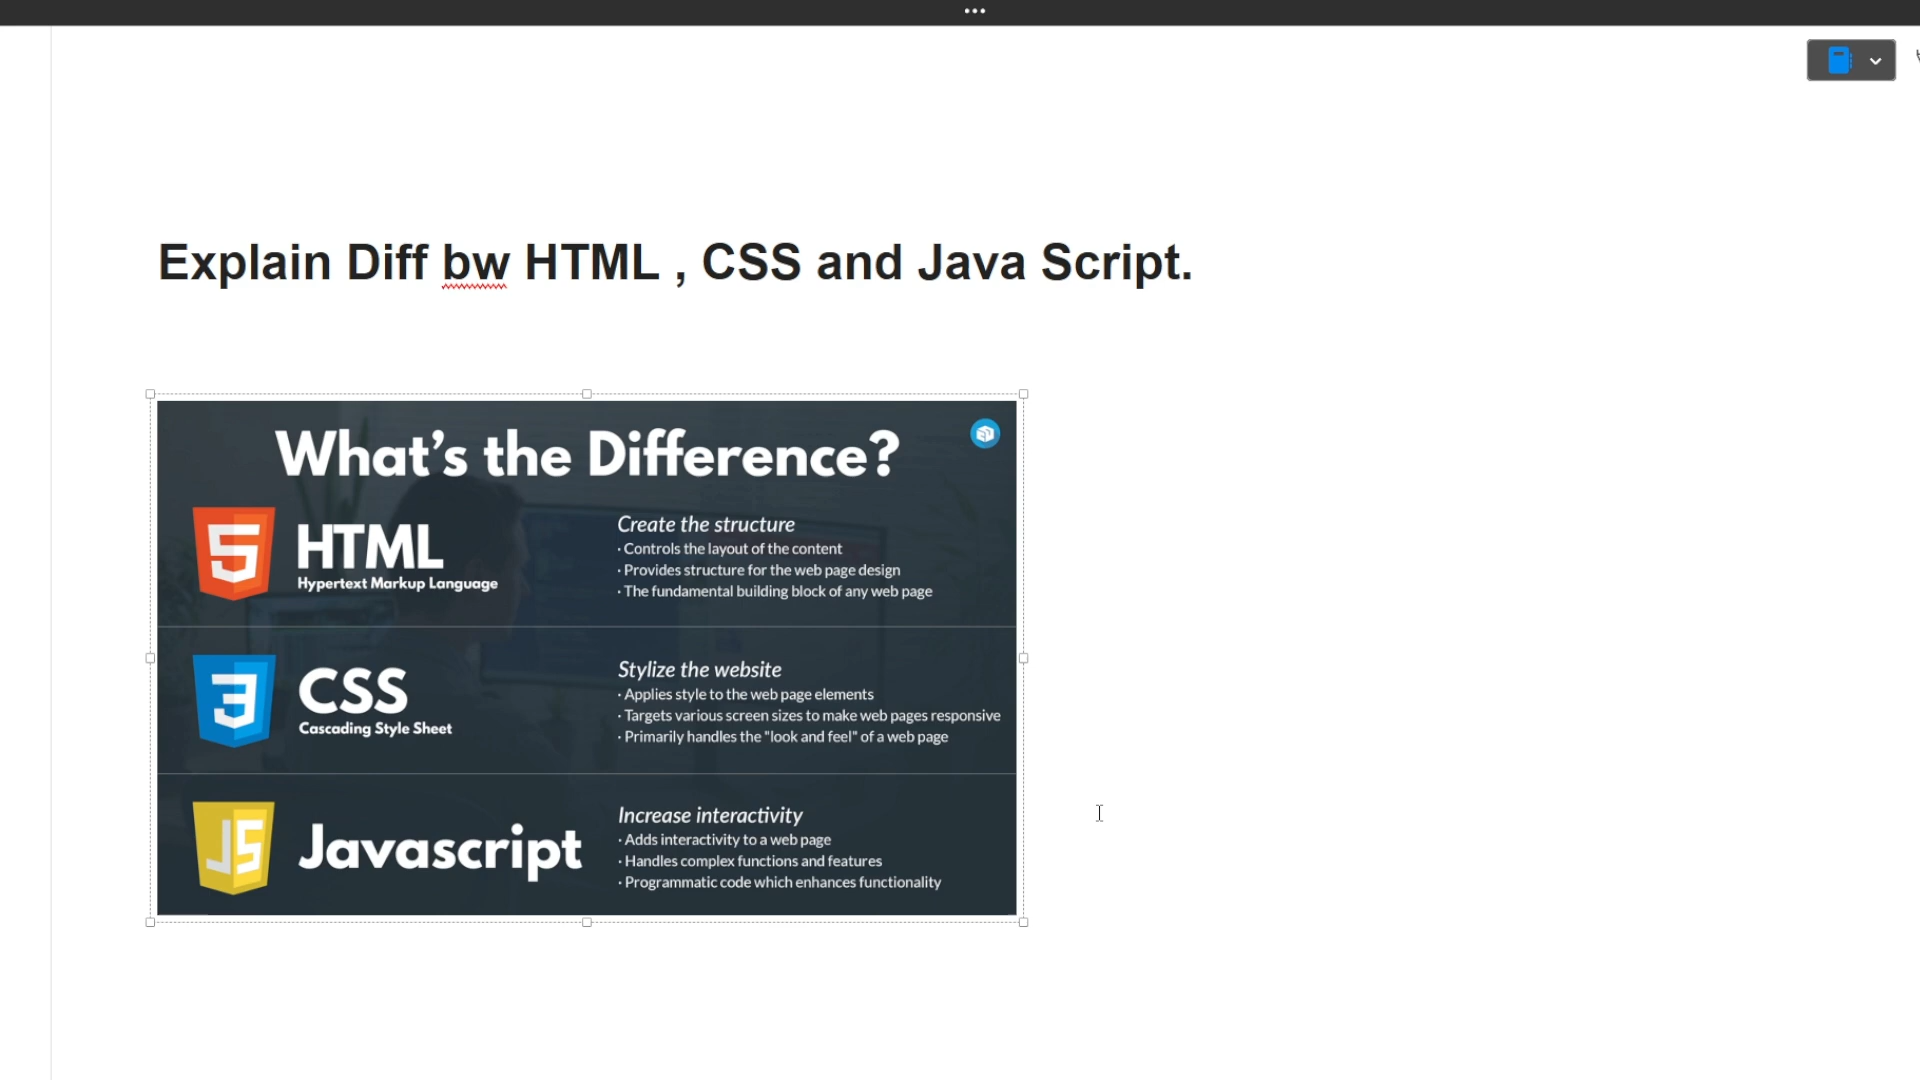 Explain Diff bw HTML , CSS and Java Script.
What's the Difference?
5
HTML
Hypertext Markup Language
Create the structure
· Controls the layout of the content
· Provides structure for the web page design
· The fundamental building block of any web page
3
CSS
Cascading Style Sheet
Stylize the website
· Applies style to the web page elements
· Targets various screen sizes to make web pages responsive
· Primarily handles the "look and feel" of a web page
JS
Javascript
Increase interactivity
· Adds interactivity to a web page
· Handles complex functions and features
· Programmatic code which enhances functionality